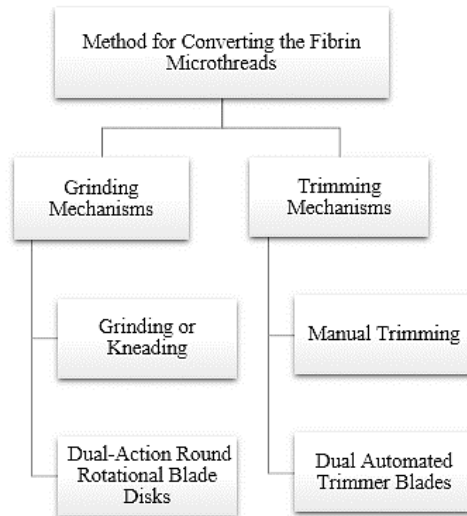 Method for Converting the Fibrin
Microthreads
Grinding
Mechanisms
Trimming
Mechanisms
Grinding or
Kneading
Manual Trimming
Dual-Action Round
Rotational Blade
Disks
Dual Automated
Trimmer Blades